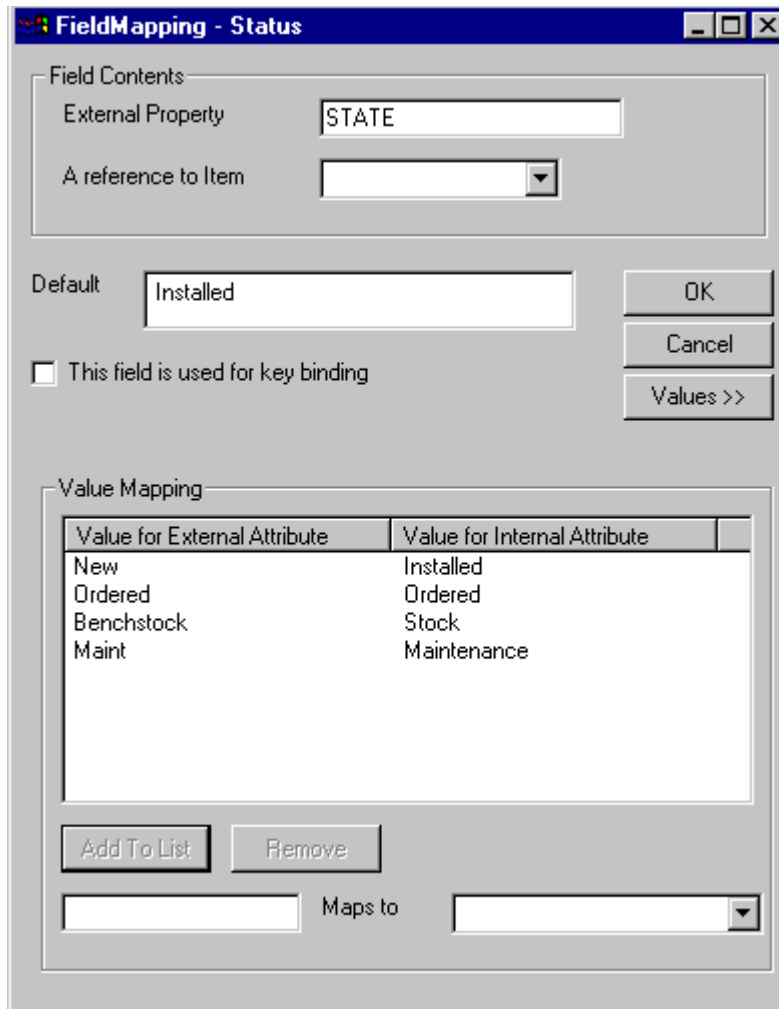 FieldMapping - Status
Field Contents
External Property STATE
A reference to Item
Default Installed
OK
Cancel
This field is used for key binding
Values >>
Value Mapping
Value for External Attribute Value for Internal Attribute
New Installed
Ordered Ordered
Benchstock Stock
Maint Maintenance
Add To List Remove
Maps to